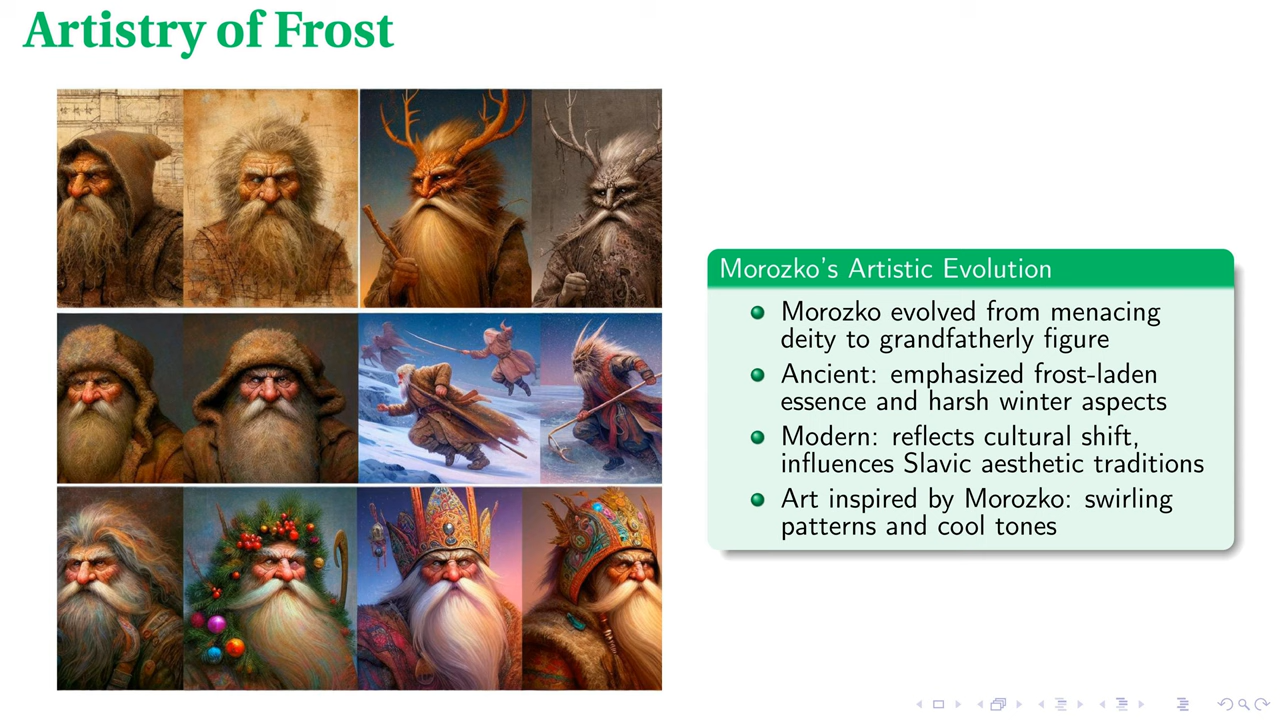 Artistry of Frost
Morozko's Artistic Evolution
Morozko evolved from menacing
deity to grandfatherly figure
Ancient: emphasized frost-laden
essence and harsh winter aspects
Modern: reflects cultural shift,
influences Slavic aesthetic traditions
Art inspired by Morozko: swirling
patterns and cool tones